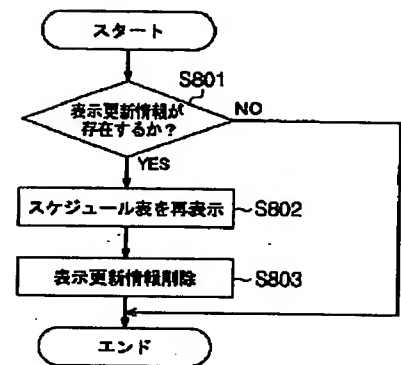 スタート
S801
表示更新情報が
存在するか?
NO
YES
スケジュール表を再表示
S802
表示更新情報削除
S803
エンド